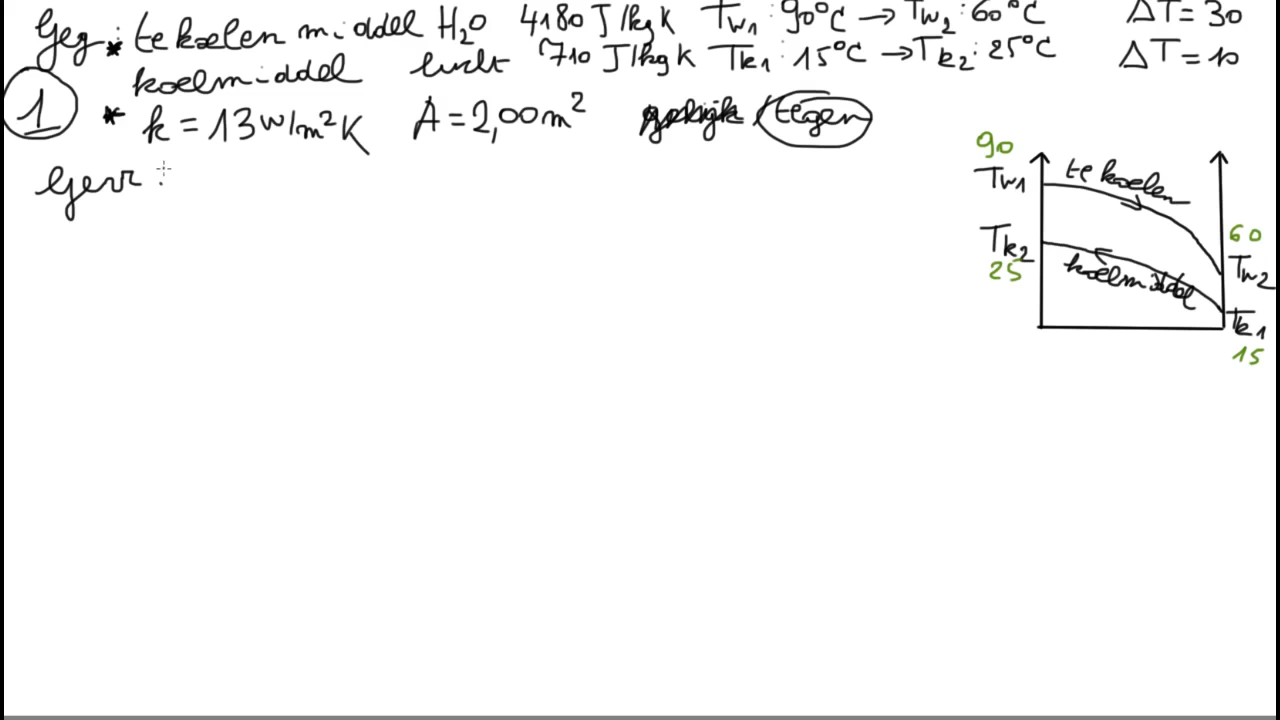 Geg: * te koelen middel H₂O 4180 J/kgK Tw₁: 90°C → Tw₂: 60°C ΔT=30
koelmiddel lucht 710 J/kgK Tk₁: 15°C → Tk₂: 25°C ΔT=10
1 * k = 13 W/m²K A = 2,00 m² / tegen
Gevr:
90
Tw₁ te koelen
Tk₂ 60
25 koelmiddel Tw₂
Tk₁
15